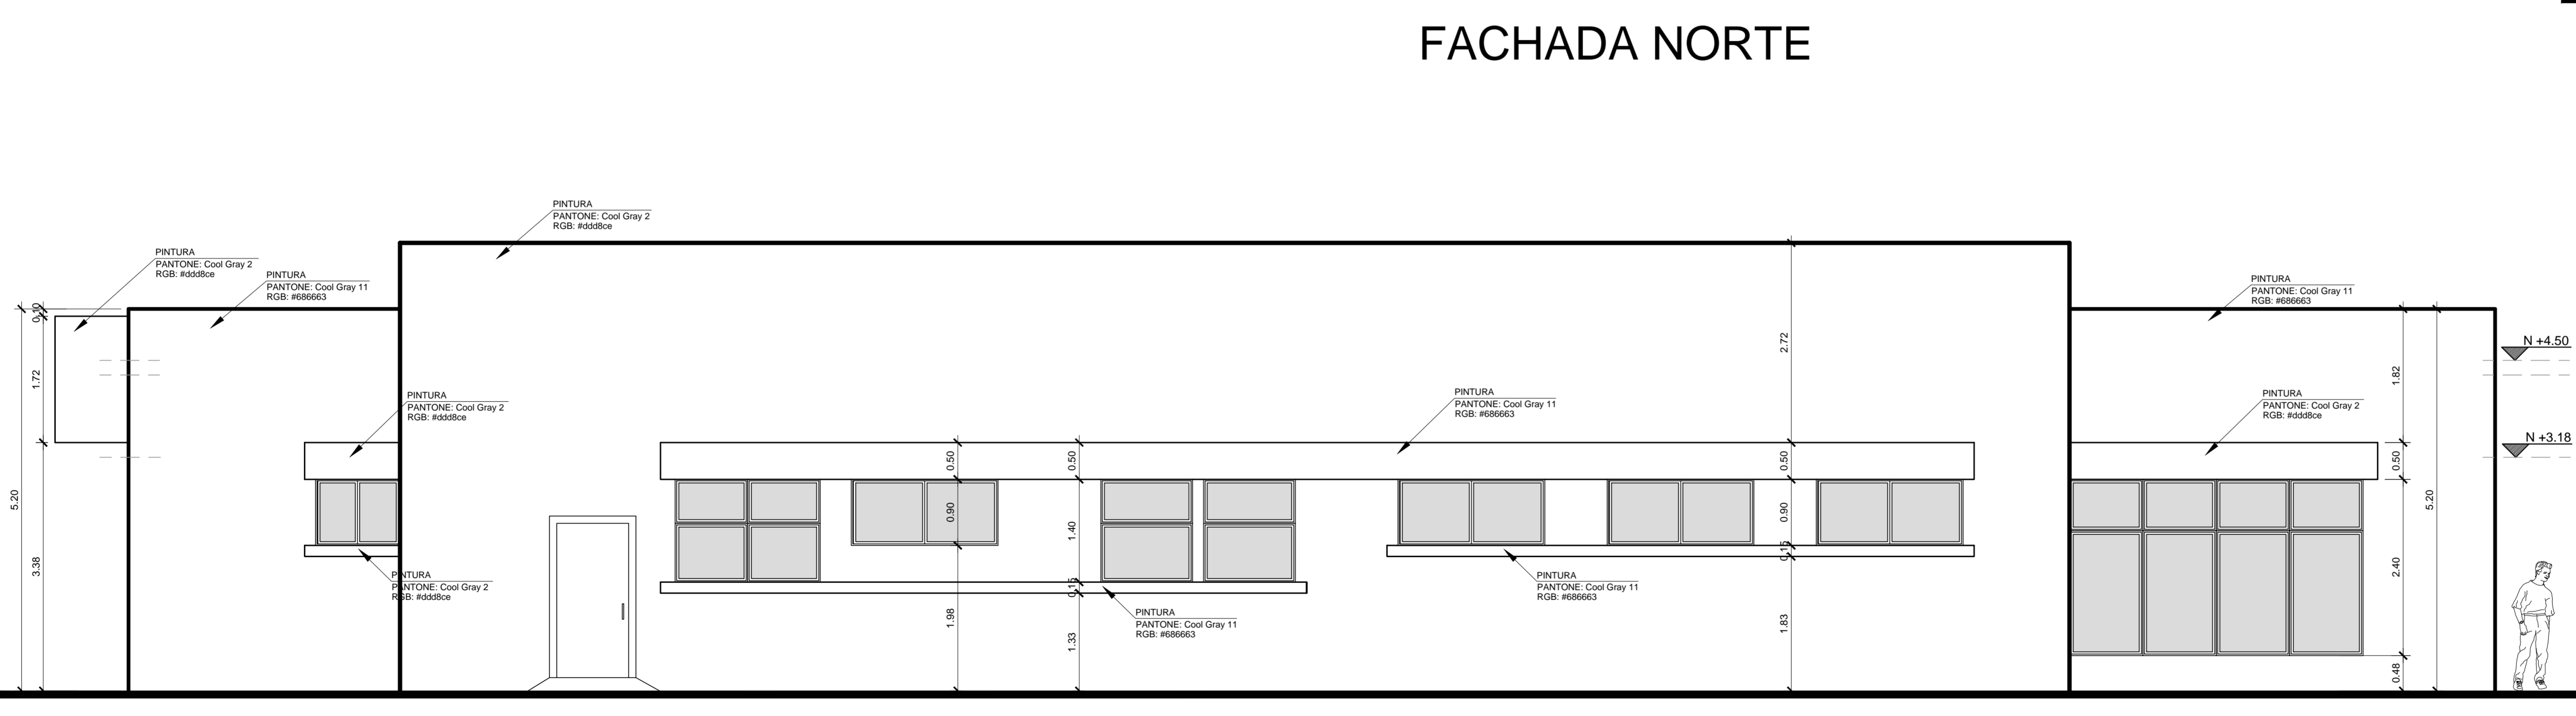 FACHADA NORTE
PINTURA
PANTONE: Cool Gray 2
RGB: #ddd8ce
PINTURA
PANTONE: Cool Gray 2
RGB: #ddd8ce
PINTURA
PANTONE: Cool Gray 11
RGB: #686663
PINTURA
PANTONE: Cool Gray 11
RGB: #686663
N +4.50
PINTURA
PANTONE: Cool Gray 2
RGB: #ddd8ce
PINTURA
PANTONE: Cool Gray 11
RGB: #686663
PINTURA
PANTONE: Cool Gray 2
RGB: #ddd8ce
N +3.18
PINTURA
PANTONE: Cool Gray 2
RGB: #ddd8ce
PINTURA
PANTONE: Cool Gray 11
RGB: #686663
PINTURA
PANTONE: Cool Gray 11
RGB: #686663
5.20
0.10
1.72
3.38
0.50
0.90
1.98
0.50
1.40
0.15
1.33
2.72
0.50
0.90
0.15
1.83
1.82
0.50
2.40
0.48
5.20